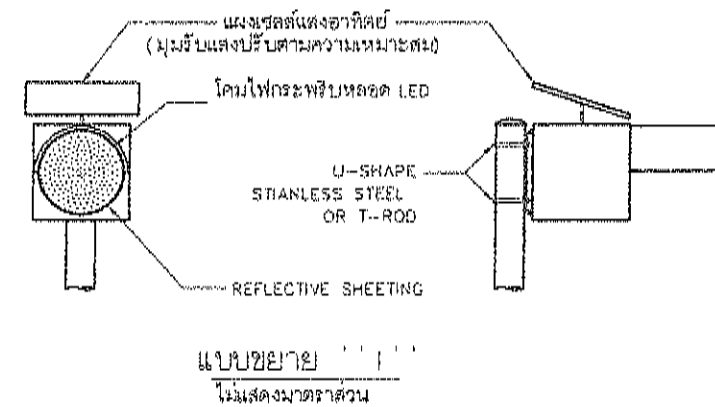 แผงเซลล์แสงอาทิตย์
(มุมรับแสงปรับตามความเหมาะสม)
โคมไฟกระพริบหลอด LED
U-SHAPE
STIANLESS STEEL
OR T-ROD
REFLECTIVE SHEETING
แบบขยาย
ไม่แสดงมาตราส่วน